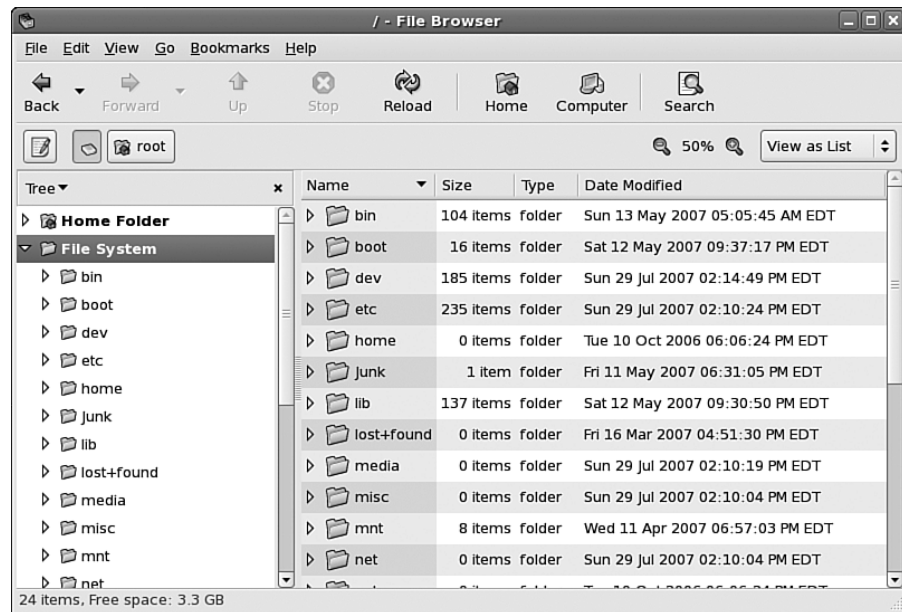 / - File Browser
File Edit View Go Bookmarks Help
Back Forward Up Stop Reload Home Computer Search
root 50% View as List
Tree
Home Folder
File System
bin
boot
dev
etc
home
Junk
lib
lost+found
media
misc
mnt
net
Name Size Type Date Modified
bin 104 items folder Sun 13 May 2007 05:05:45 AM EDT
boot 16 items folder Sat 12 May 2007 09:37:17 PM EDT
dev 185 items folder Sun 29 Jul 2007 02:14:49 PM EDT
etc 235 items folder Sun 29 Jul 2007 02:10:24 PM EDT
home 0 items folder Tue 10 Oct 2006 06:06:24 PM EDT
Junk 1 item folder Fri 11 May 2007 06:31:05 PM EDT
lib 137 items folder Sat 12 May 2007 09:30:50 PM EDT
lost+found 0 items folder Fri 16 Mar 2007 04:51:30 PM EDT
media 0 items folder Sun 29 Jul 2007 02:10:19 PM EDT
misc 0 items folder Sun 29 Jul 2007 02:10:04 PM EDT
mnt 8 items folder Wed 11 Apr 2007 06:57:03 PM EDT
net 0 items folder Sun 29 Jul 2007 02:10:04 PM EDT
24 items, Free space: 3.3 GB